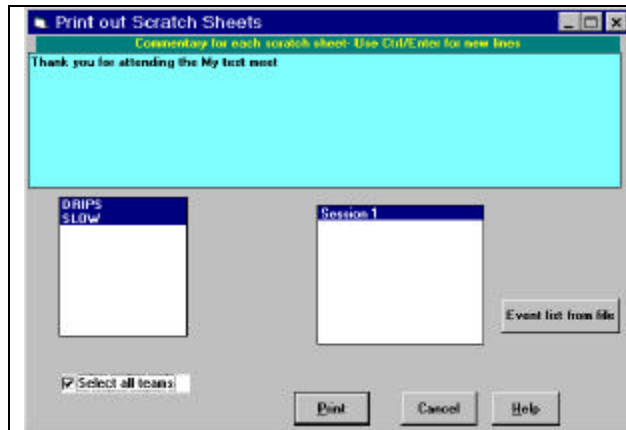 Print out Scratch Sheets
Commentary for each scratch sheet- Use Ctrl/Enter for new lines
Thank you for attending the My test meet
DRIPS
SLOW
Session 1
Event list from file
Select all teams
Print
Cancel
Help